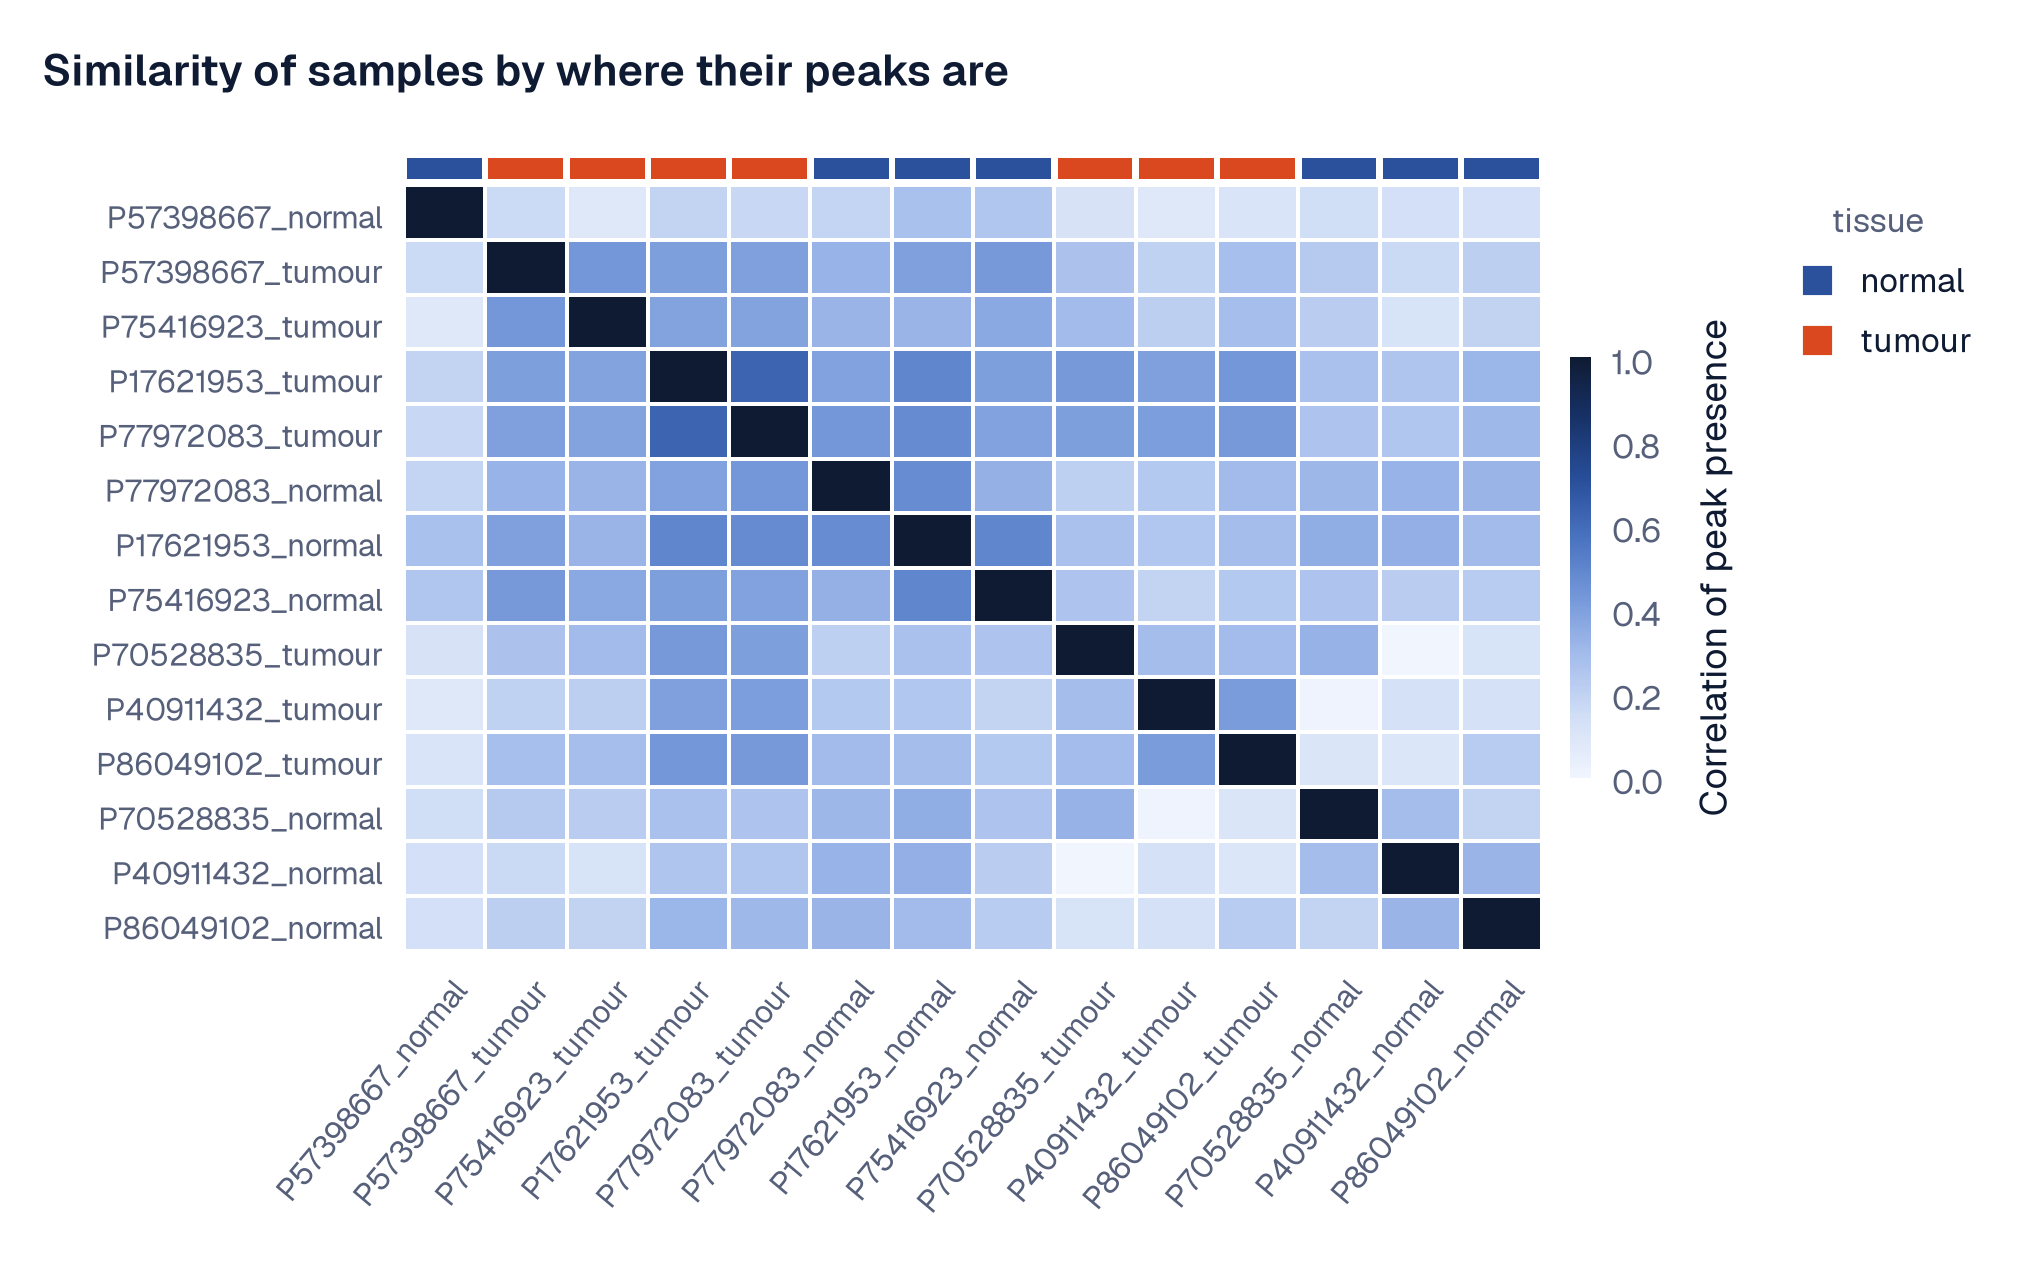 Similarity of samples by where their peaks are
P57398667_normal
P57398667_tumour
P75416923_tumour
P17621953_tumour
P77972083_tumour
P77972083_normal
P17621953_normal
P75416923_normal
P70528835_tumour
P40911432_tumour
P86049102_tumour
P70528835_normal
P40911432_normal
P86049102_normal
P57398667_normal
P57398667_tumour
P75416923_tumour
P17621953_tumour
P77972083_tumour
P77972083_normal
P17621953_normal
P75416923_normal
P70528835_tumour
P40911432_tumour
P86049102_tumour
P70528835_normal
P40911432_normal
P86049102_normal
1.0
0.8
0.6
0.4
0.2
0.0
Correlation of peak presence
tissue
normal
tumour